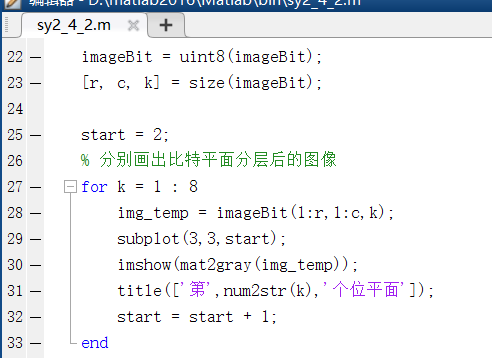 编辑器 - D:\matlab2016\Matlab\bin\sy2_4_2.m
sy2_4_2.m
22 — imageBit = uint8(imageBit);
23 — [r, c, k] = size(imageBit);
24
25 — start = 2;
26 % 分别画出比特平面分层后的图像
27 — for k = 1 : 8
28 — img_temp = imageBit(1:r,1:c,k);
29 — subplot(3,3,start);
30 — imshow(mat2gray(img_temp));
31 — title(['第',num2str(k),'个位平面']);
32 — start = start + 1;
33 — end